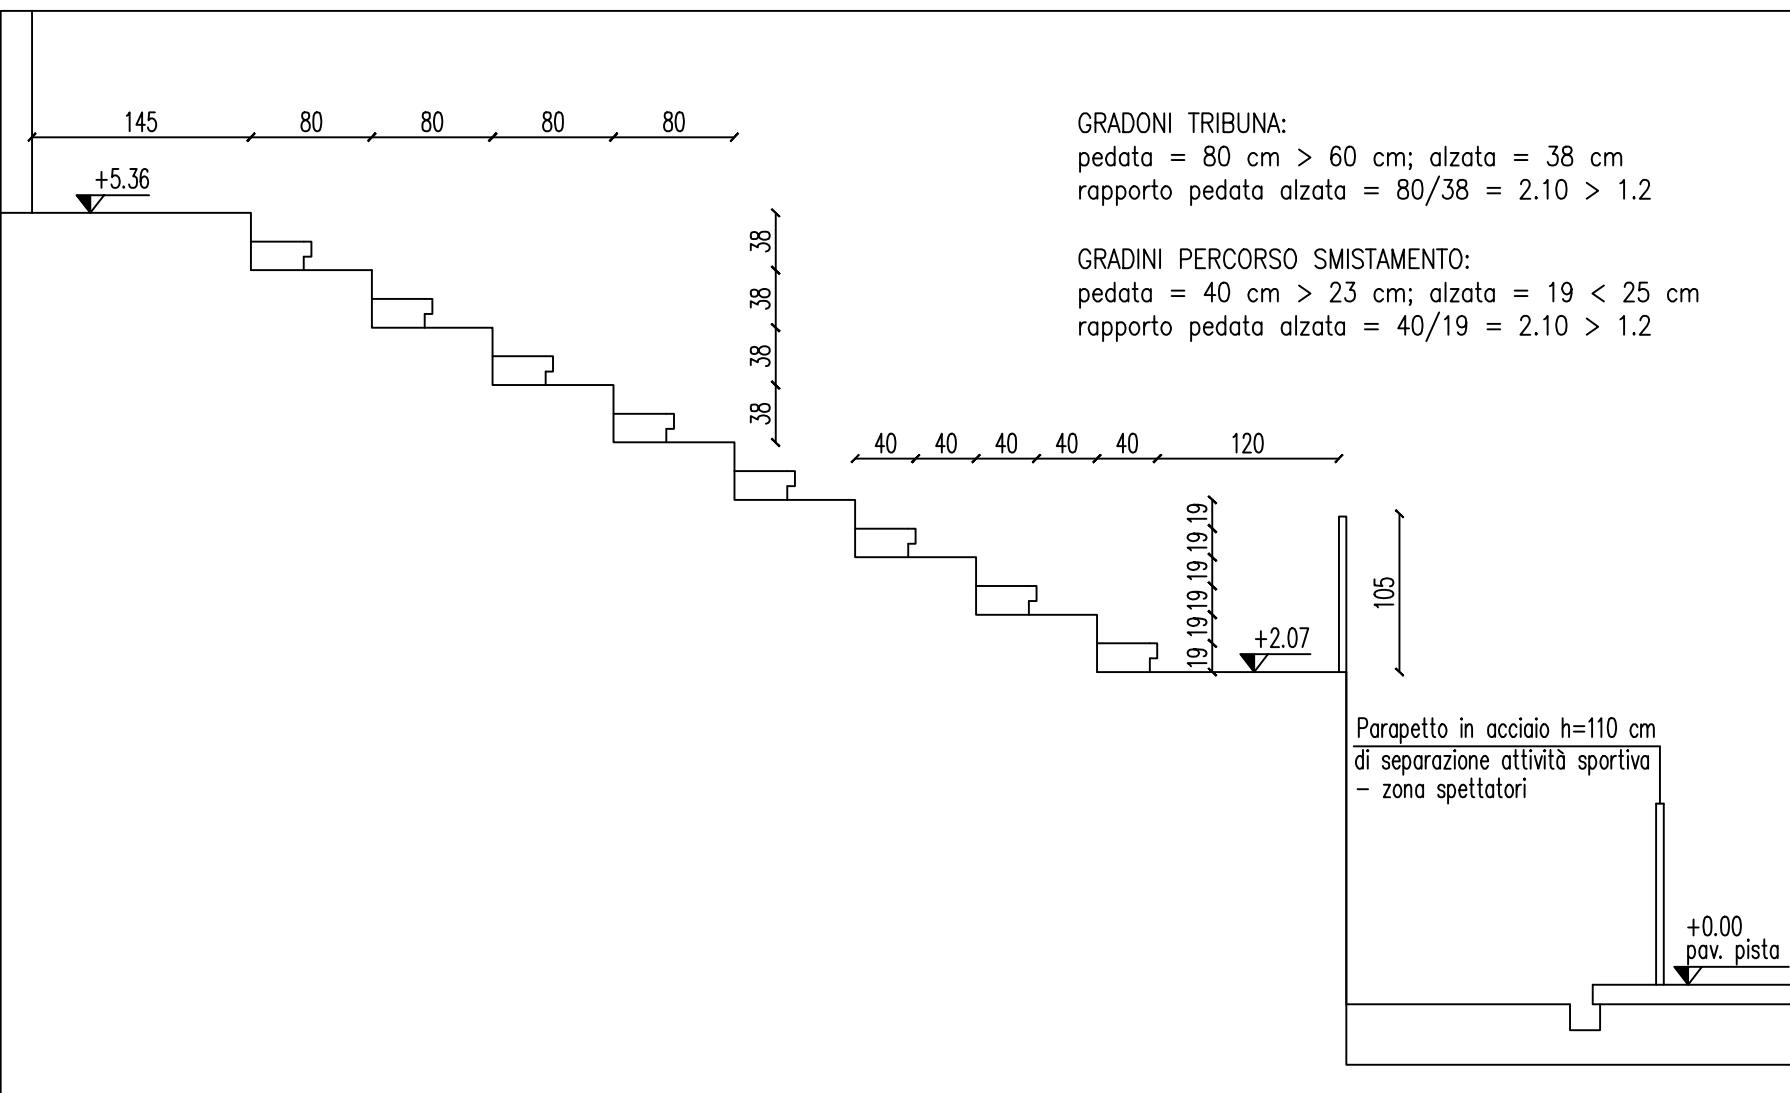 145
80
80
80
80
+5.36
GRADONI TRIBUNA:
pedata = 80 cm > 60 cm; alzata = 38 cm
rapporto pedata alzata = 80/38 = 2.10 > 1.2
38
38
38
38
GRADINI PERCORSO SMISTAMENTO:
pedata = 40 cm > 23 cm; alzata = 19 < 25 cm
rapporto pedata alzata = 40/19 = 2.10 > 1.2
40
40
40
40
40
120
19
19
19
19
19
19
+2.07
105
Parapetto in acciaio h=110 cm
di separazione attività sportiva
- zona spettatori
+0.00
pav. pista